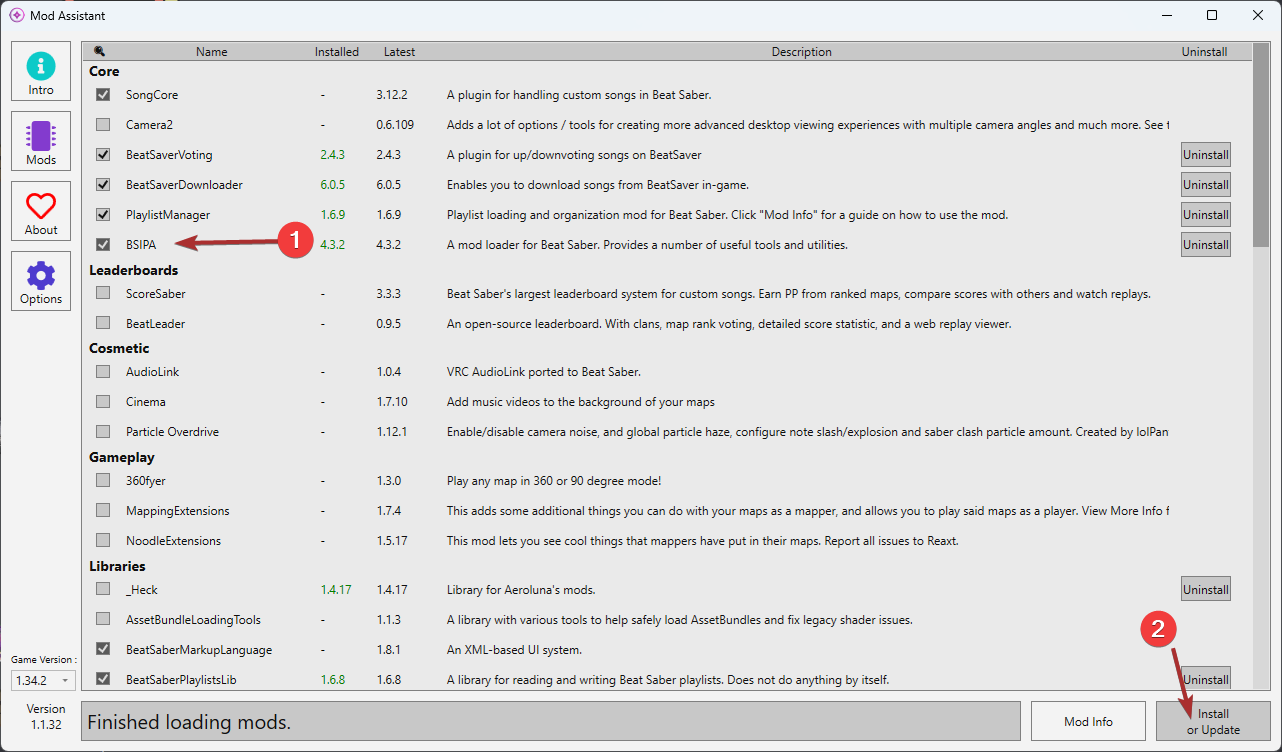 Mod Assistant
Name Installed Latest Description Uninstall
Intro
Mods
About
Options
Core
SongCore - 3.12.2 A plugin for handling custom songs in Beat Saber.
Camera2 - 0.6.109 Adds a lot of options / tools for creating more advanced desktop viewing experiences with multiple camera angles and much more. See t
BeatSaverVoting 2.4.3 2.4.3 A plugin for up/downvoting songs on BeatSaver Uninstall
BeatSaverDownloader 6.0.5 6.0.5 Enables you to download songs from BeatSaver in-game. Uninstall
PlaylistManager 1.6.9 1.6.9 Playlist loading and organization mod for Beat Saber. Click "Mod Info" for a guide on how to use the mod. Uninstall
BSIPA 1 4.3.2 4.3.2 A mod loader for Beat Saber. Provides a number of useful tools and utilities. Uninstall
Leaderboards
ScoreSaber - 3.3.3 Beat Saber's largest leaderboard system for custom songs. Earn PP from ranked maps, compare scores with others and watch replays.
BeatLeader - 0.9.5 An open-source leaderboard. With clans, map rank voting, detailed score statistic, and a web replay viewer.
Cosmetic
AudioLink - 1.0.4 VRC AudioLink ported to Beat Saber.
Cinema - 1.7.10 Add music videos to the background of your maps
Particle Overdrive - 1.12.1 Enable/disable camera noise, and global particle haze, configure note slash/explosion and saber clash particle amount. Created by lolPan
Gameplay
360fyer - 1.3.0 Play any map in 360 or 90 degree mode!
MappingExtensions - 1.7.4 This adds some additional things you can do with your maps as a mapper, and allows you to play said maps as a player. View More Info f
NoodleExtensions - 1.5.17 This mod lets you see cool things that mappers have put in their maps. Report all issues to Reaxt.
Libraries
_Heck 1.4.17 1.4.17 Library for Aeroluna's mods. Uninstall
AssetBundleLoadingTools - 1.1.3 A library with various tools to help safely load AssetBundles and fix legacy shader issues.
2
BeatSaberMarkupLanguage - 1.8.1 An XML-based UI system.
BeatSaberPlaylistsLib 1.6.8 1.6.8 A library for reading and writing Beat Saber playlists. Does not do anything by itself. Uninstall
Game Version :
1.34.2
Version
1.1.32
Finished loading mods.
Mod Info
Install
or Update